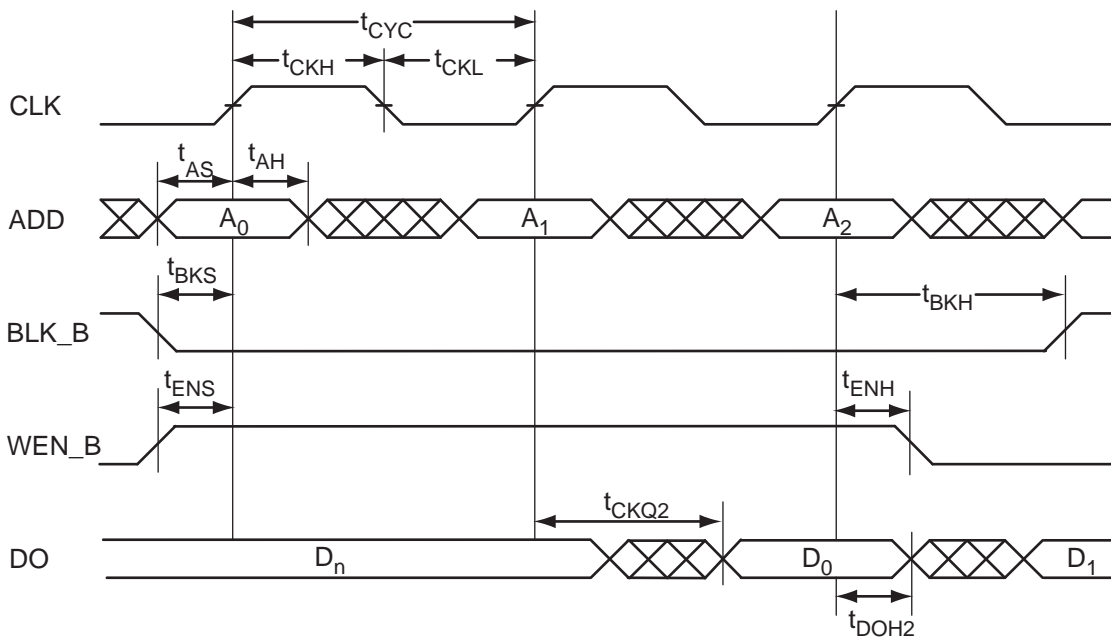 tCYC
tCKH tCKL
CLK
tAS tAH
ADD A0 A1 A2
tBKS tBKH
BLK_B
tENS tENH
WEN_B
tCKQ2
DO Dn D0 D1
tDOH2